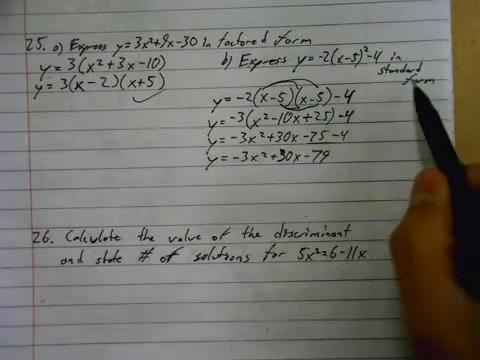 25. a) Express y=3x²+9x-30 in factored form
y=3(x²+3x-10)
y=3(x-2)(x+5)
b) Express y=-2(x-5)²-4 in
standard
form
y=-2(x-5)(x-5)-4
y=-3(x²-10x+25)-4
y=-3x²+30x-75-4
y=-3x²+30x-79
26. Calculate the value of the discriminant
and state # of solutions for 5x²=6-11x